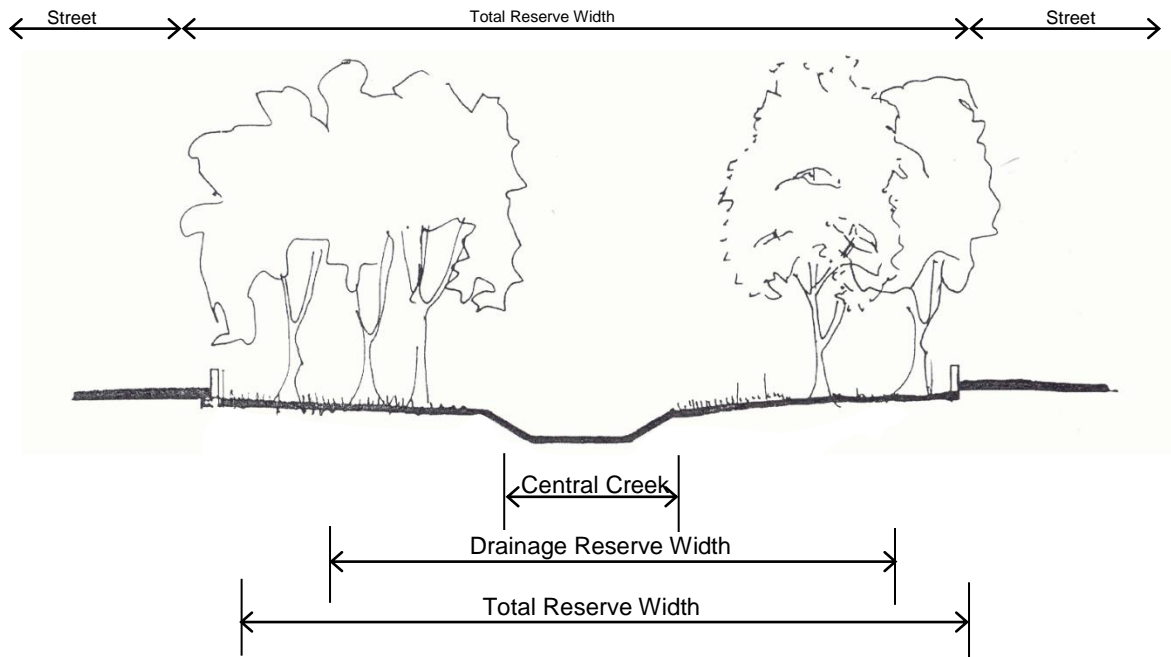 Street
Total Reserve Width
Street
Central Creek
Drainage Reserve Width
Total Reserve Width